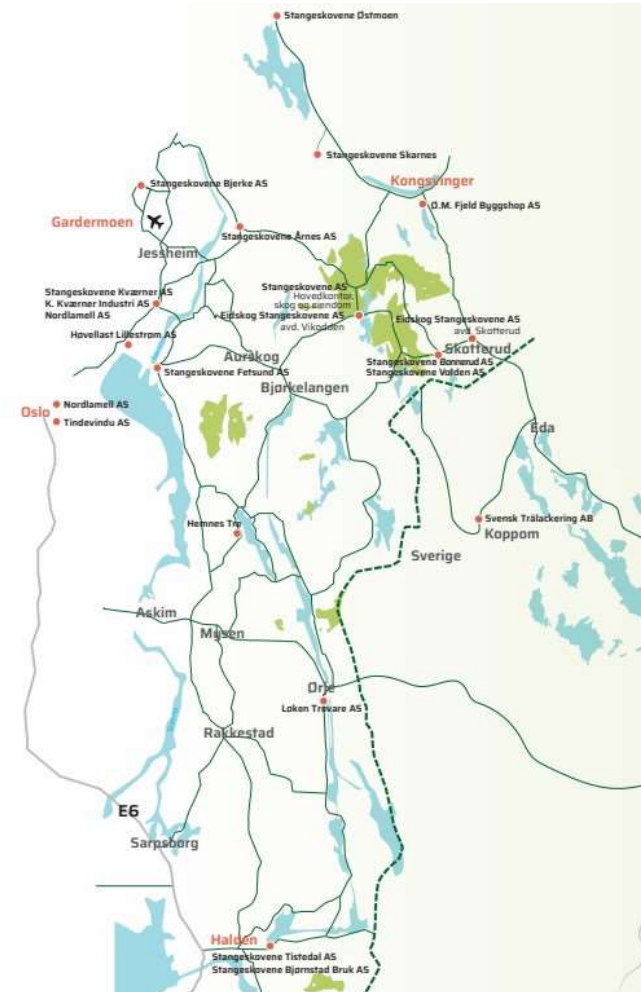 Stangeskovene Østmoen
Stangeskovene Skarnes
Kongsvinger
Stangeskovene Bjerke AS
Ø.M. Fjeld Byggshop AS
Gardermoen
Stangeskovene Årnes AS
Jessheim
Stangeskovene Kværner AS
K. Kværner Industri AS
Nordlamell AS
Stangeskovene AS
Hovedkontor,
skog og eiendom
Eidskog Stangeskovene AS
avd. Vikodden
Eidskog Stangeskovene AS
avd. Skotterud
Høvellast Lillestrøm AS
Skotterud
Aurskog
Stangeskovene Bonnerud AS
Stangeskovene Volden AS
Stangeskovene Fetsund AS
Bjørkelangen
Oslo
Nordlamell AS
Tindevindu AS
Eda
Svensk Trälackering AB
Koppom
Hemnes Tre
Sverige
Askim
Mysen
Ørje
Løken Trevare AS
Rakkestad
E6
Sarpsborg
Halden
Stangeskovene Tistedal AS
Stangeskovene Bjørnstad Bruk AS